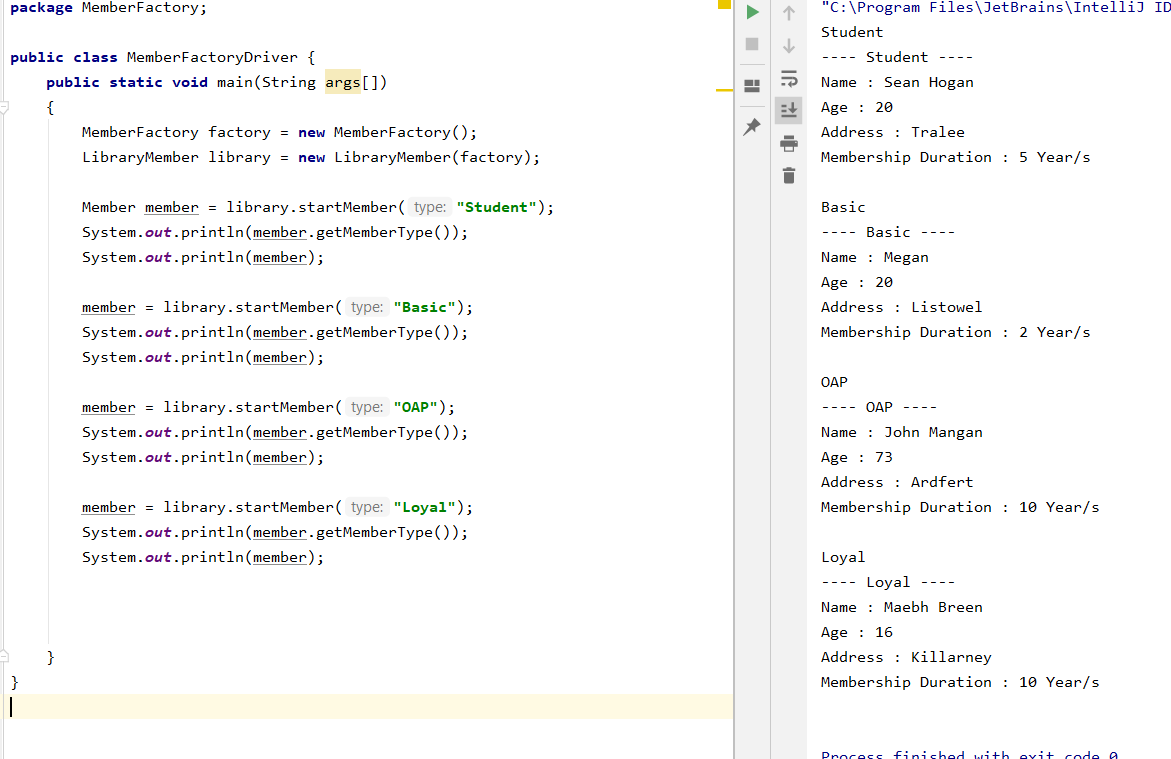 package MemberFactory;
public class MemberFactoryDriver {
public static void main(String args[])
{
MemberFactory factory = new MemberFactory();
LibraryMember library = new LibraryMember(factory);
Member member = library.startMember( type: "Student");
System.out.println(member.getMemberType());
System.out.println(member);
member = library.startMember( type: "Basic");
System.out.println(member.getMemberType());
System.out.println(member);
member = library.startMember( type: "OAP");
System.out.println(member.getMemberType());
System.out.println(member);
member = library.startMember( type: "Loyal");
System.out.println(member.getMemberType());
System.out.println(member);
}
}
"C:\Program Files\JetBrains\IntelliJ ID
Student
---- Student ----
Name : Sean Hogan
Age : 20
Address : Tralee
Membership Duration : 5 Year/s
Basic
---- Basic ----
Name : Megan
Age : 20
Address : Listowel
Membership Duration : 2 Year/s
OAP
---- OAP ----
Name : John Mangan
Age : 73
Address : Ardfert
Membership Duration : 10 Year/s
Loyal
---- Loyal ----
Name : Maebh Breen
Age : 16
Address : Killarney
Membership Duration : 10 Year/s
Process finished with exit code 0